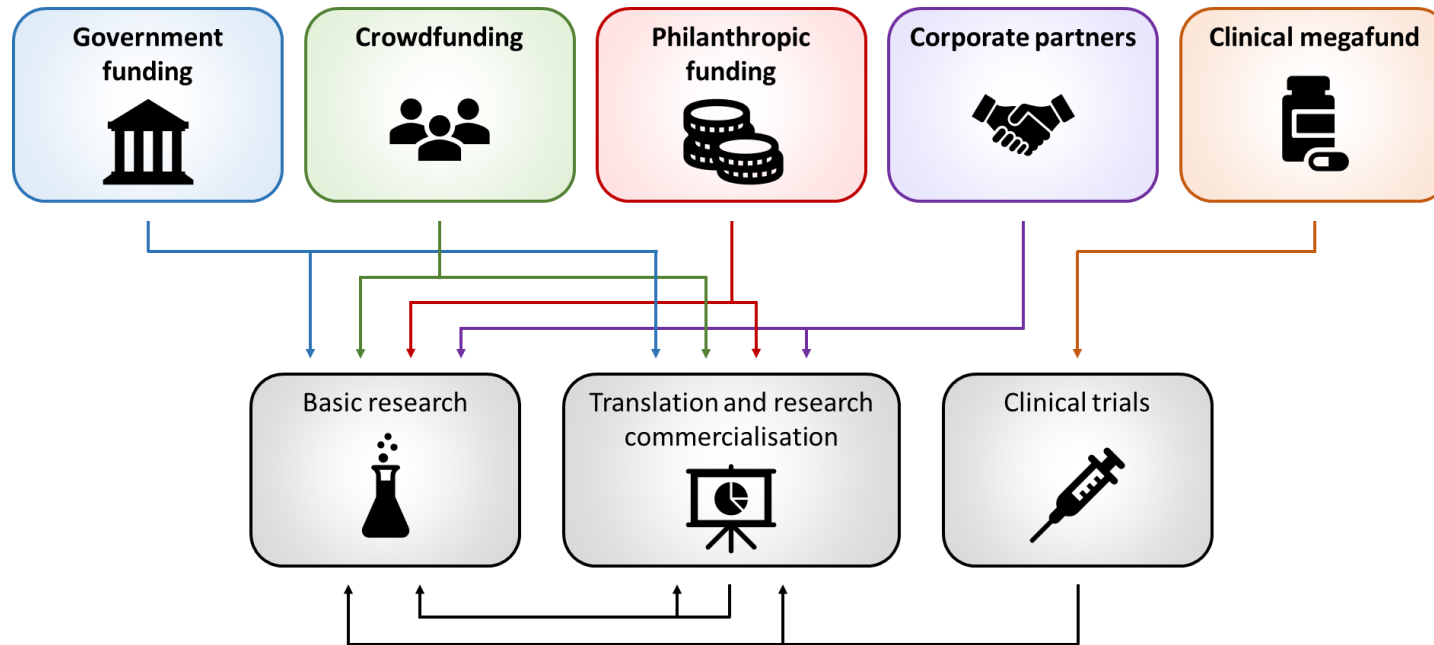 Government
funding
Crowdfunding
Philanthropic
funding
Corporate partners
Clinical megafund
Basic research
Translation and research
commercialisation
Clinical trials